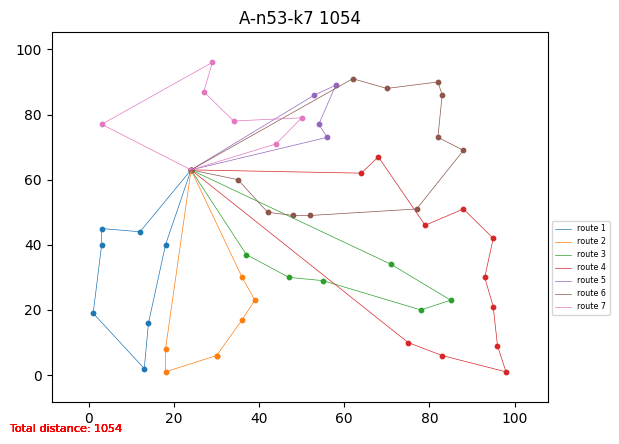 A-n53-k7 1054
100
80
60
40
20
0
0 20 40 60 80 100
route 1
route 2
route 3
route 4
route 5
route 6
route 7
Total distance: 1054